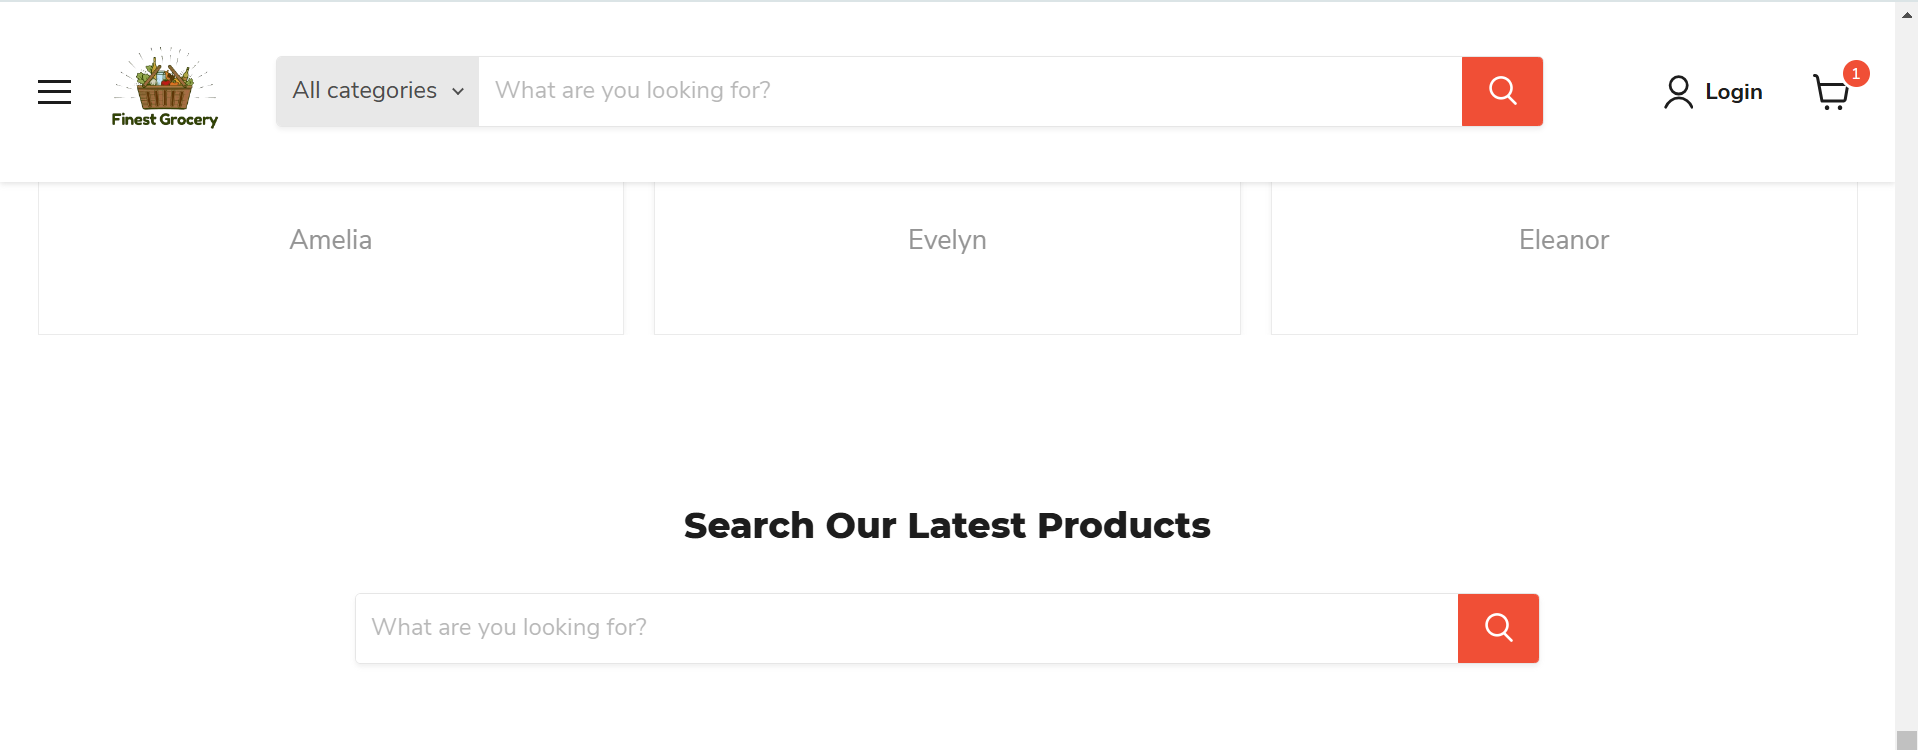 Finest Grocery
All categories
What are you looking for?
Login
1
Amelia
Evelyn
Eleanor
Search Our Latest Products
What are you looking for?